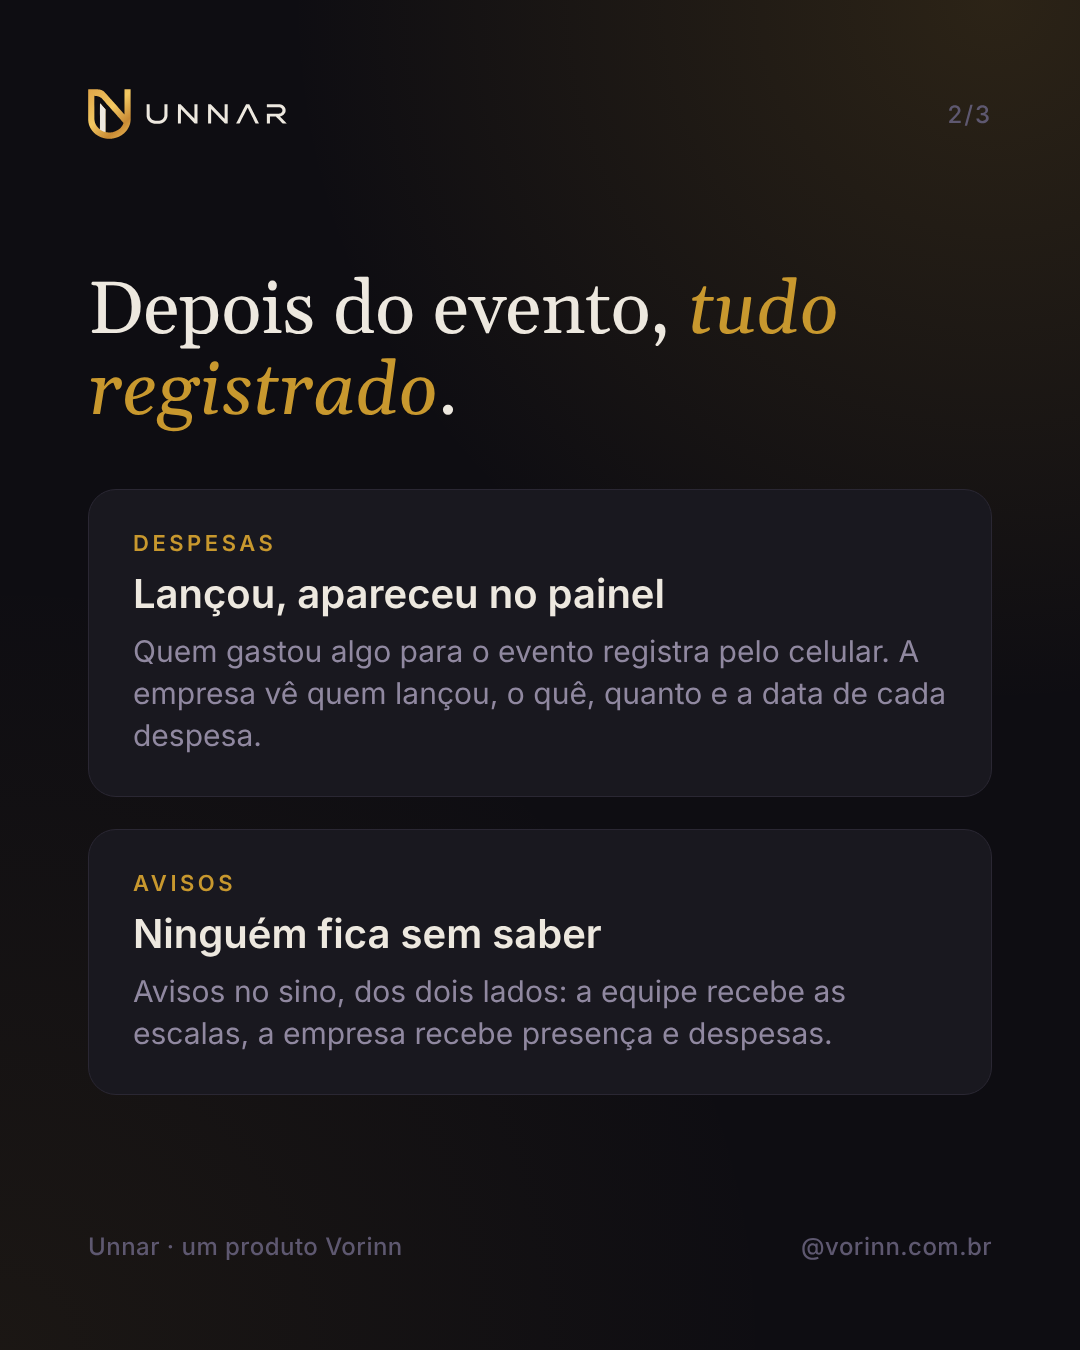 UNNAR
2/3
Depois do evento, tudo
registrado.
DESPESAS
Lançou, apareceu no painel
Quem gastou algo para o evento registra pelo celular. A
empresa vê quem lançou, o quê, quanto e a data de cada
despesa.
AVISOS
Ninguém fica sem saber
Avisos no sino, dos dois lados: a equipe recebe as
escalas, a empresa recebe presença e despesas.
Unnar · um produto Vorinn
@vorinn.com.br